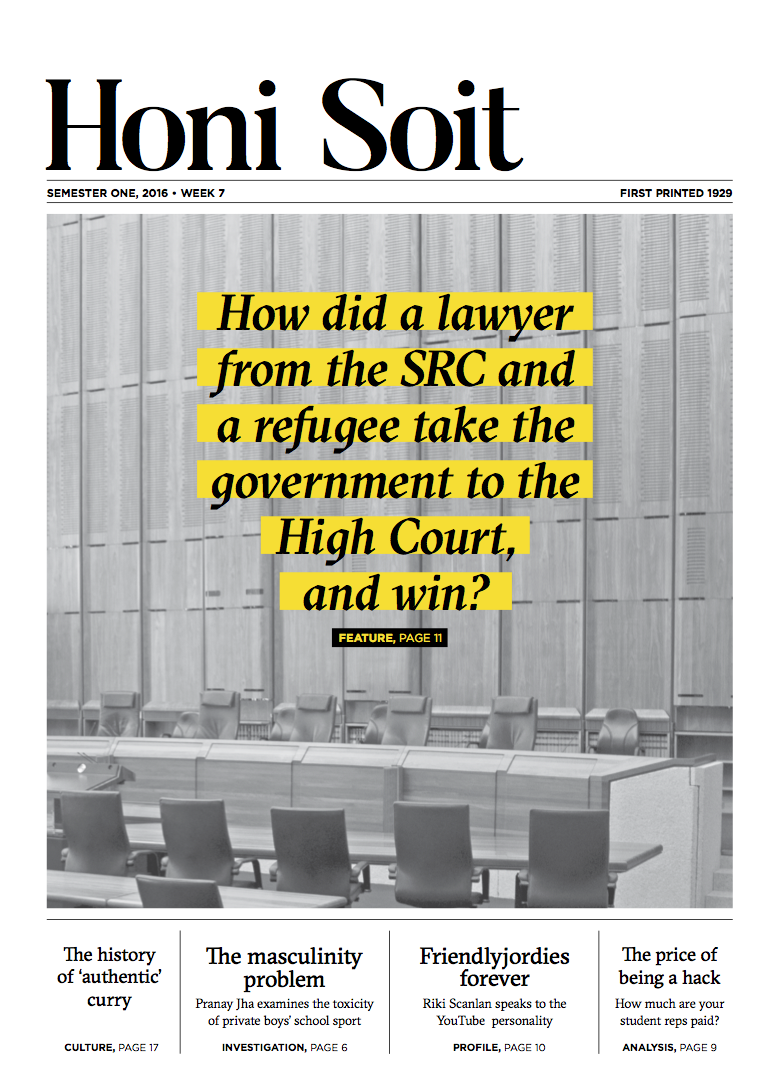 Honi Soit
SEMESTER ONE, 2016 • WEEK 7
FIRST PRINTED 1929
How did a lawyer
from the SRC and
a refugee take the
government to the
High Court,
and win?
FEATURE, PAGE 11
The history
of ‘authentic’
curry
CULTURE, PAGE 17
The masculinity
problem
Pranay Jha examines the toxicity
of private boys’ school sport
INVESTIGATION, PAGE 6
Friendlyjordies
forever
Riki Scanlan speaks to the
YouTube personality
PROFILE, PAGE 10
The price of
being a hack
How much are your
student reps paid?
ANALYSIS, PAGE 9